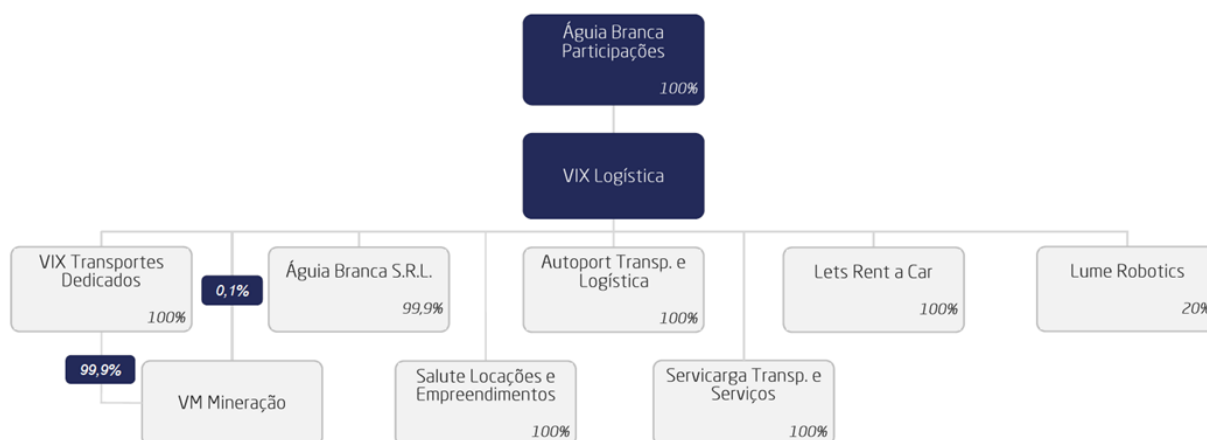 Águia Branca
Participações
100%
VIX Logística
VIX Transportes
Dedicados
100%
0,1%
Águia Branca S.R.L.
99,9%
Autoport Transp. e
Logística
100%
Lets Rent a Car
100%
Lume Robotics
20%
99,9%
VM Mineração
Salute Locações e
Empreendimentos
100%
Servicarga Transp. e
Serviços
100%